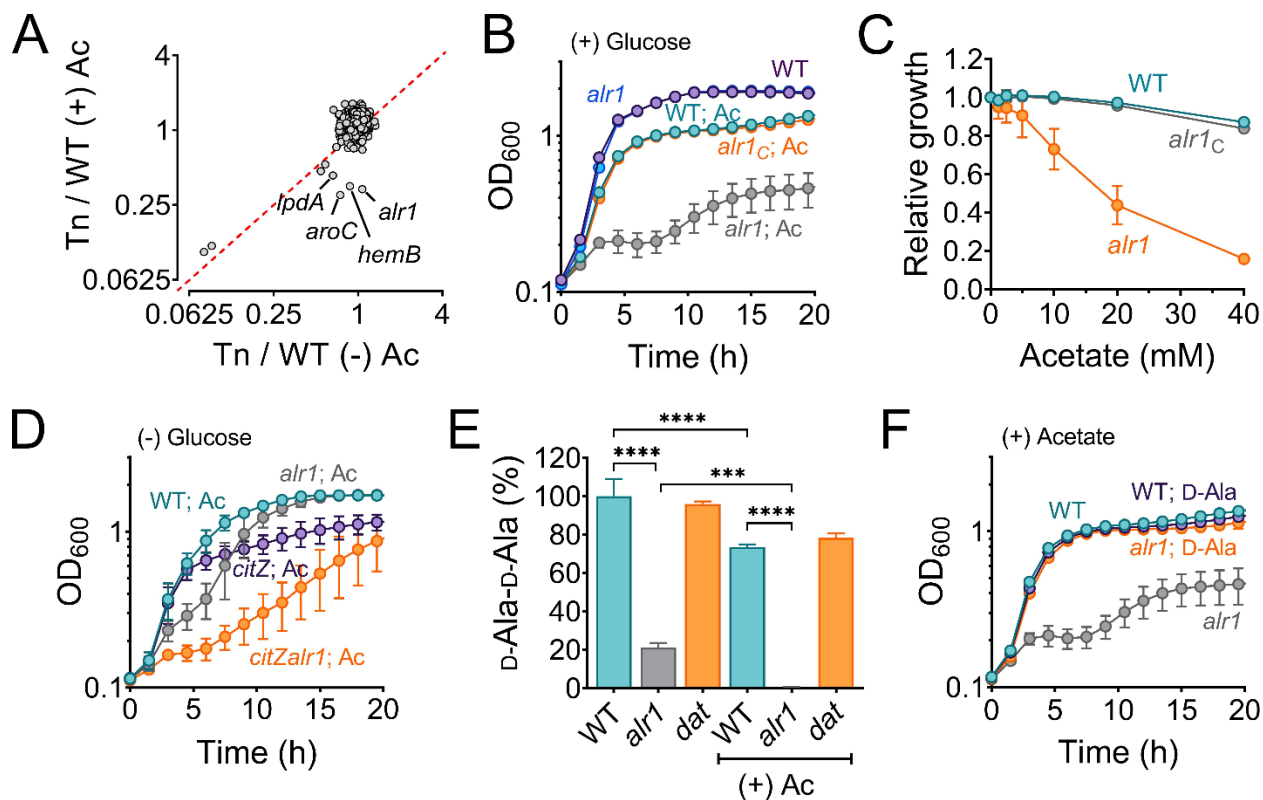 A
Tn / WT (+) Ac
4
1
0.25
0.0625
lpdA
aroC
hemB
alr1
0.0625 0.25 1 4
Tn / WT (-) Ac
B
(+) Glucose
OD600
1
0.1
WT
alr1
WT; Ac
alr1C; Ac
alr1; Ac
0 5 10 15 20
Time (h)
C
Relative growth
1.2
1.0
0.8
0.6
0.4
0.2
0.0
WT
alr1C
alr1
0 10 20 30 40
Acetate (mM)
D
(-) Glucose
OD600
1
0.1
alr1; Ac
WT; Ac
citZ; Ac
citZalr1; Ac
0 5 10 15 20
Time (h)
E
D-Ala-D-Ala (%)
120
100
80
60
40
20
0
****
****
***
****
WT alr1 dat WT alr1 dat
(+) Ac
F
(+) Acetate
OD600
1
0.1
WT
WT; D-Ala
alr1; D-Ala
alr1
0 5 10 15 20
Time (h)